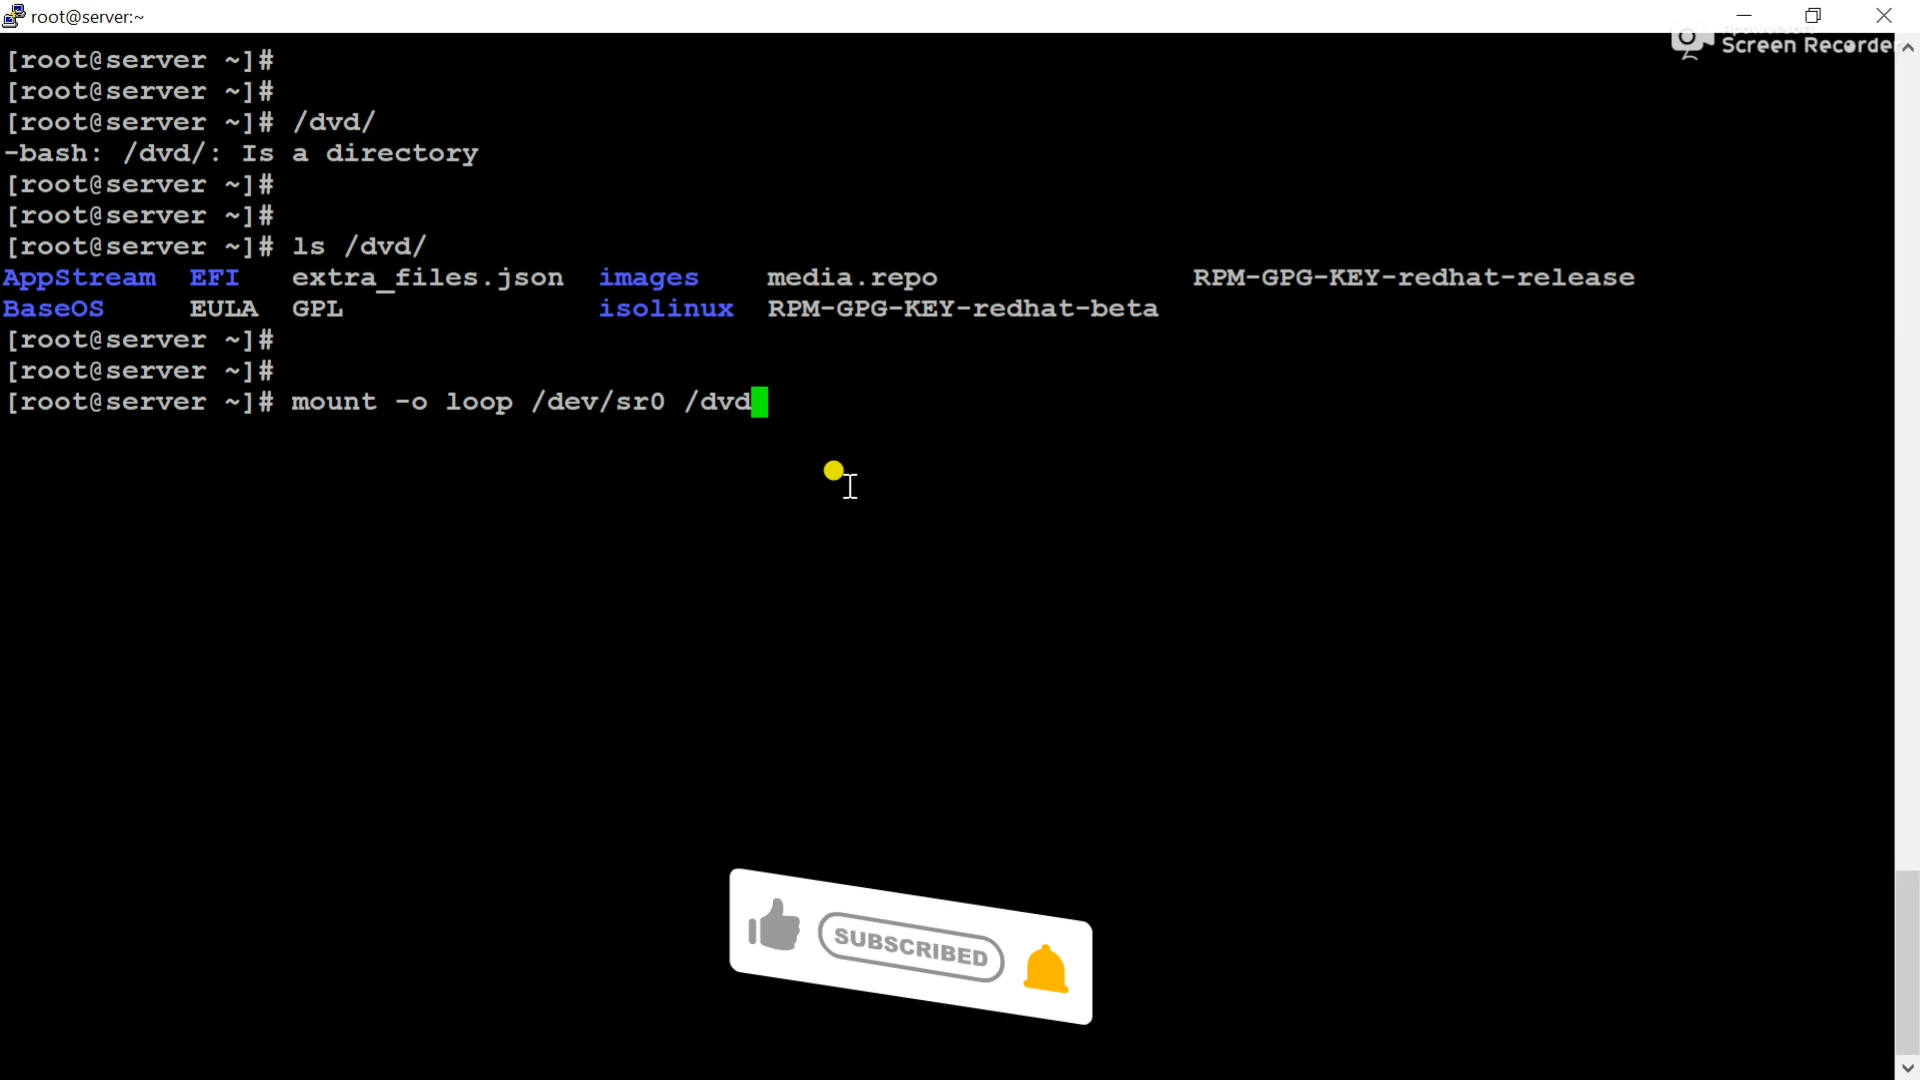 root@server:~
Screen Recorder
[root@server ~]#
[root@server ~]#
[root@server ~]# /dvd/
-bash: /dvd/: Is a directory
[root@server ~]#
[root@server ~]#
[root@server ~]# ls /dvd/
AppStream EFI extra_files.json images media.repo RPM-GPG-KEY-redhat-release
BaseOS EULA GPL isolinux RPM-GPG-KEY-redhat-beta
[root@server ~]#
[root@server ~]#
[root@server ~]# mount -o loop /dev/sr0 /dvd
SUBSCRIBED